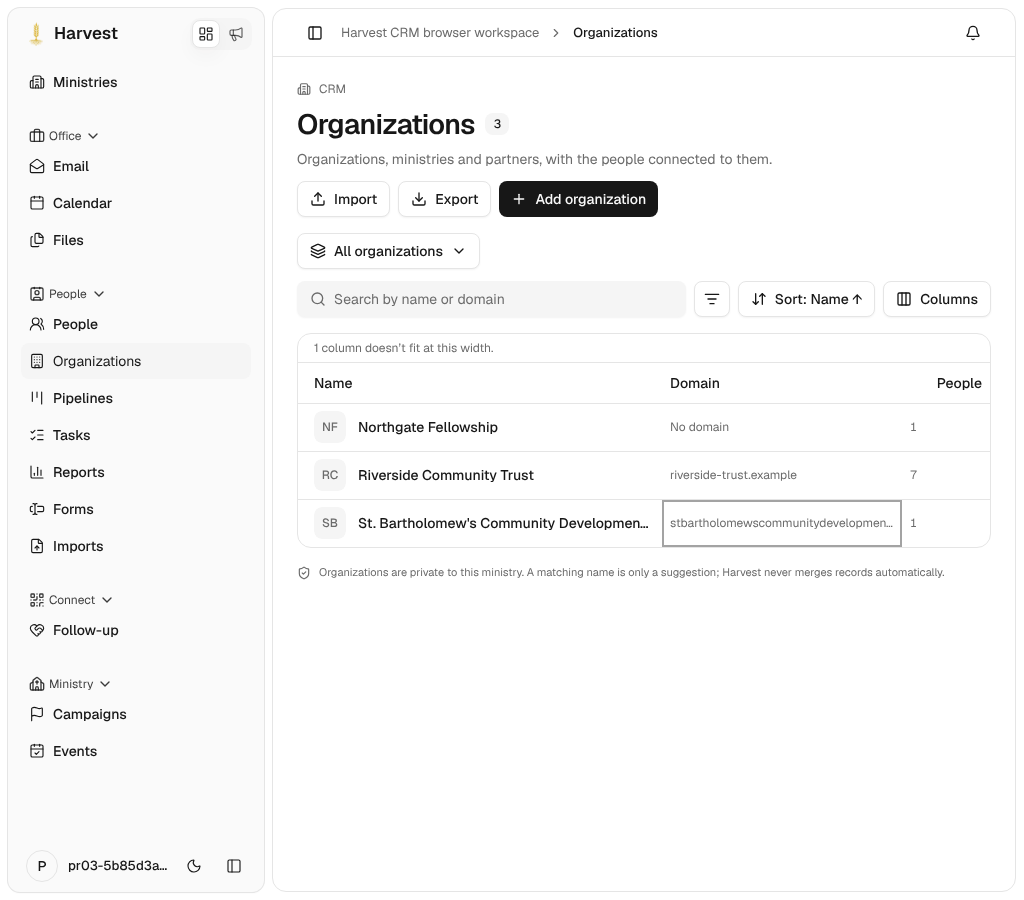 Harvest
Ministries
Office
Email
Calendar
Files
People
People
Organizations
Pipelines
Tasks
Reports
Forms
Imports
Connect
Follow-up
Ministry
Campaigns
Events
P pr03-5b85d3a…
Harvest CRM browser workspace > Organizations
CRM
Organizations 3
Organizations, ministries and partners, with the people connected to them.
Import Export + Add organization
All organizations
Search by name or domain Sort: Name ↑ Columns
1 column doesn't fit at this width.
Name Domain People
NF Northgate Fellowship No domain 1
RC Riverside Community Trust riverside-trust.example 7
SB St. Bartholomew's Community Developmen… stbartholomewscommunitydevelopmen… 1
Organizations are private to this ministry. A matching name is only a suggestion; Harvest never merges records automatically.